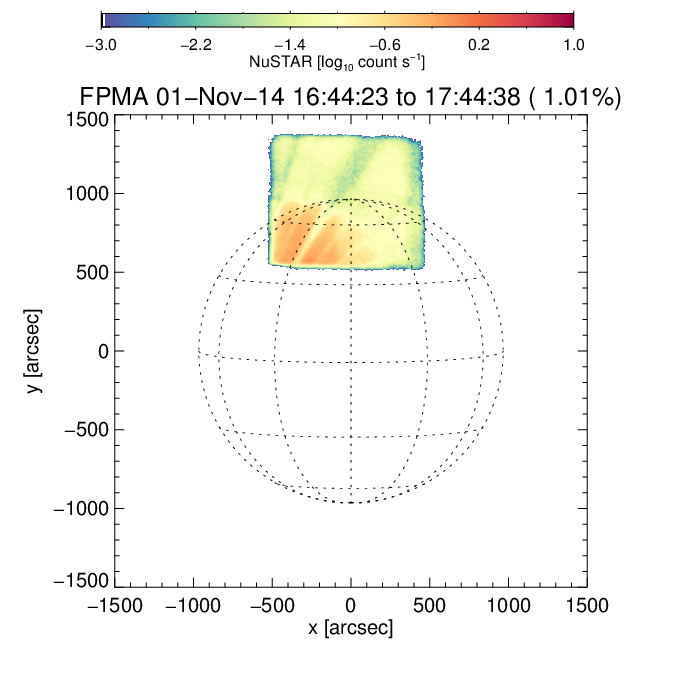 −3.0 −2.2 −1.4 −0.6 0.2 1.0
NuSTAR [log₁₀ count s⁻¹]
FPMA 01−Nov−14 16:44:23 to 17:44:38 ( 1.01%)
1500
1000
500
0
−500
−1000
−1500
y [arcsec]
−1500 −1000 −500 0 500 1000 1500
x [arcsec]